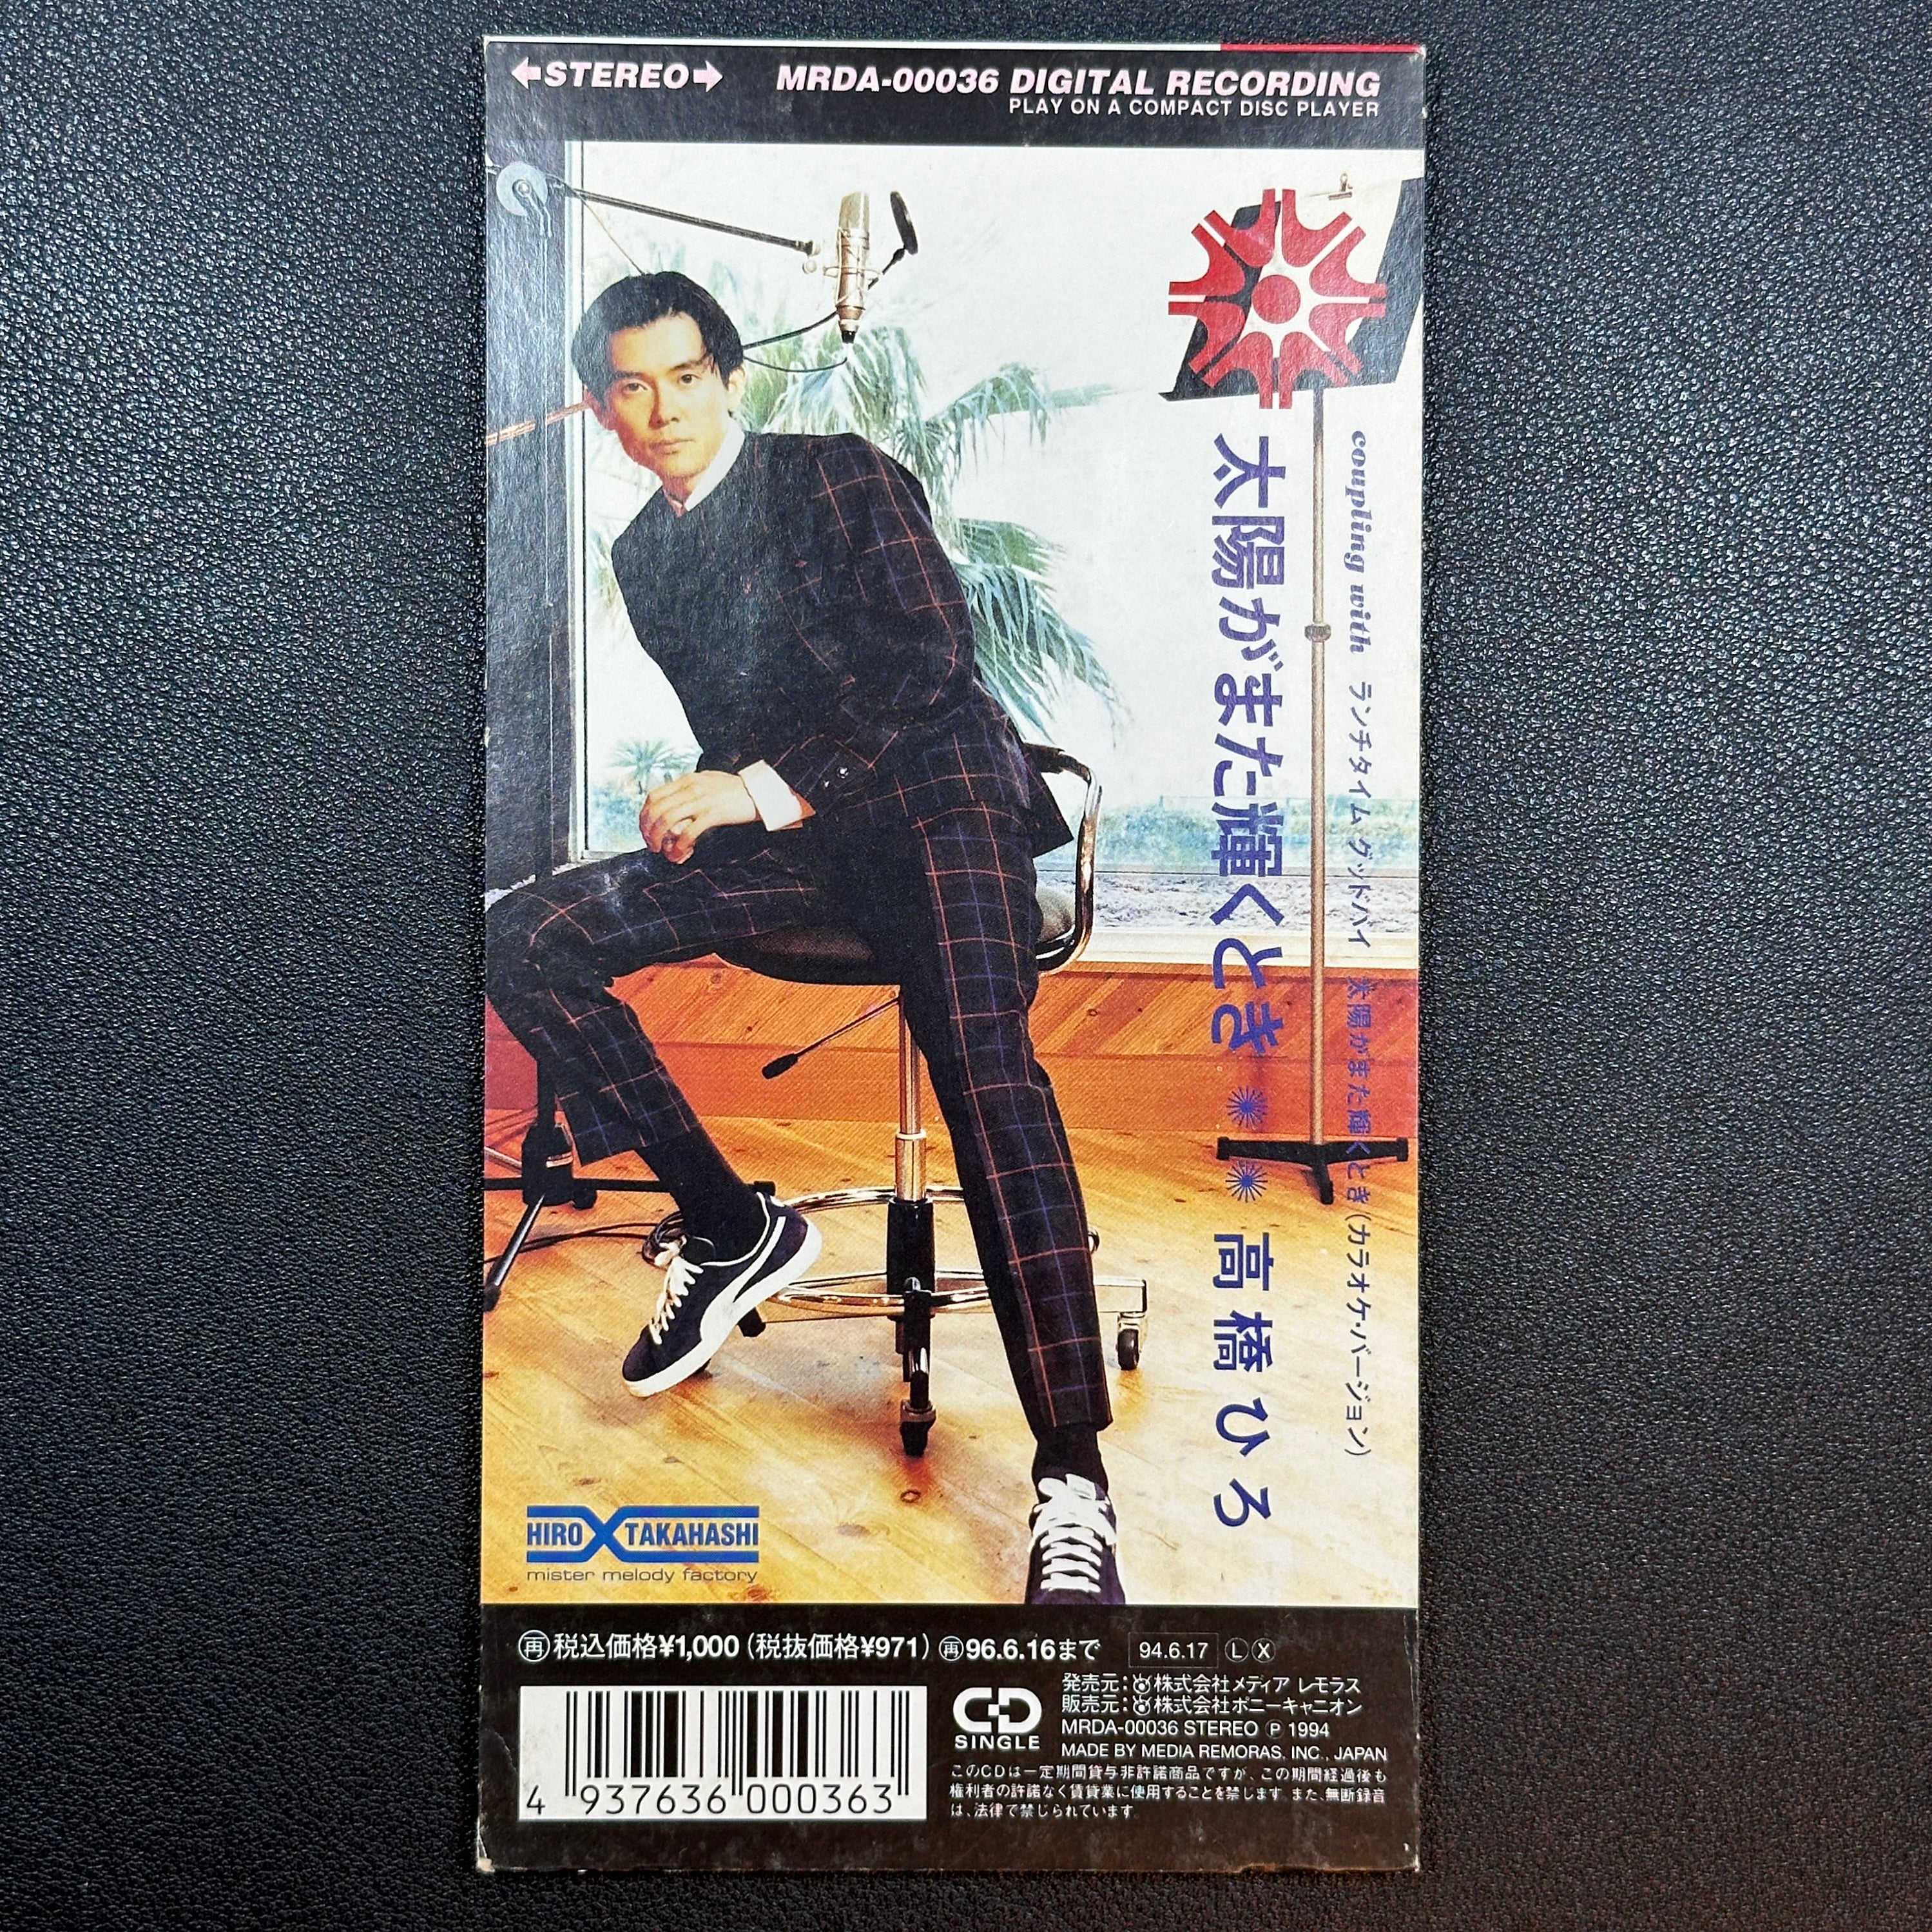 STEREO
MRDA-00036 DIGITAL RECORDING
PLAY ON A COMPACT DISC PLAYER
coupling with ランチタイム グッドバイ 太陽がまた輝くとき(カラオケ・バージョン)
太陽がまた輝くとき 高橋ひろ
HIRO TAKAHASHI
mister melody factory
再 税込価格¥1,000(税抜価格¥971)再96.6.16まで 94.6.17 Ⓛ Ⓧ
4 937636 000363
CD
SINGLE
発売元:株式会社メディア レモラス
販売元:株式会社ポニーキャニオン
MRDA-00036 STEREO Ⓟ 1994
MADE BY MEDIA REMORAS, INC., JAPAN
このCDは一定期間貸与非許諾商品ですが、この期間経過後も
権利者の許諾なく賃貸業に使用することを禁じます。また、無断録音
は、法律で禁じられています。